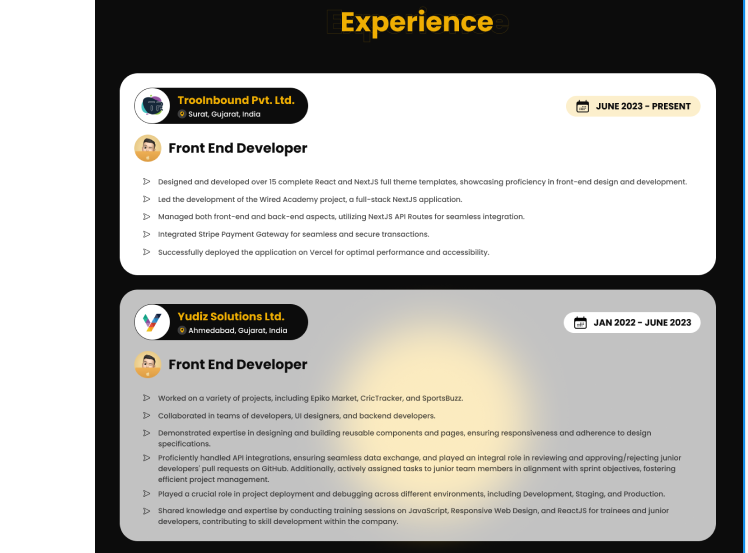 Experience
TrooInbound Pvt. Ltd.
Surat, Gujarat, India
JUNE 2023 - PRESENT
Front End Developer
Designed and developed over 15 complete React and NextJS full theme templates, showcasing proficiency in front-end design and development.
Led the development of the Wired Academy project, a full-stack NextJS application.
Managed both front-end and back-end aspects, utilizing NextJS API Routes for seamless integration.
Integrated Stripe Payment Gateway for seamless and secure transactions.
Successfully deployed the application on Vercel for optimal performance and accessibility.
Yudiz Solutions Ltd.
Ahmedabad, Gujarat, India
JAN 2022 - JUNE 2023
Front End Developer
Worked on a variety of projects, including Epiko Market, CricTracker, and SportsBuzz.
Collaborated in teams of developers, UI designers, and backend developers.
Demonstrated expertise in designing and building reusable components and pages, ensuring responsiveness and adherence to design
specifications.
Proficiently handled API integrations, ensuring seamless data exchange, and played an integral role in reviewing and approving/rejecting junior
developers' pull requests on GitHub. Additionally, actively assigned tasks to junior team members in alignment with sprint objectives, fostering
efficient project management.
Played a crucial role in project deployment and debugging across different environments, including Development, Staging, and Production.
Shared knowledge and expertise by conducting training sessions on JavaScript, Responsive Web Design, and ReactJS for trainees and junior
developers, contributing to skill development within the company.